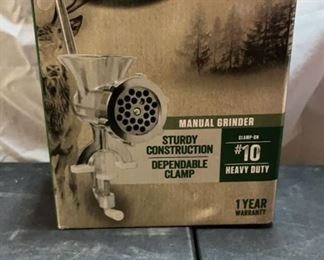 MANUAL GRINDER
STURDY
CONSTRUCTION
DEPENDABLE
CLAMP
CLAMP-ON
#10
HEAVY DUTY
1 YEAR
WARRANTY